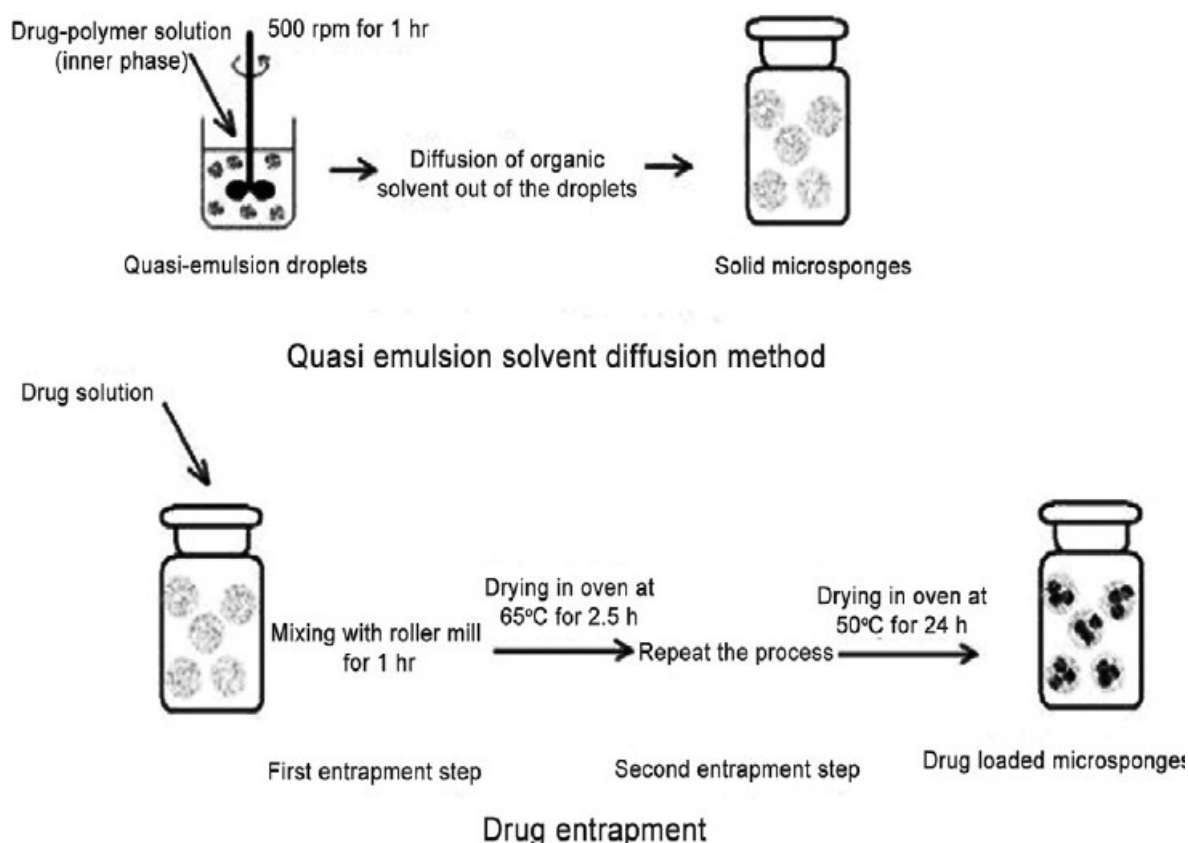 Drug-polymer solution
(inner phase)
500 rpm for 1 hr
Diffusion of organic
solvent out of the droplets
Quasi-emulsion droplets
Solid microsponges
Quasi emulsion solvent diffusion method
Drug solution
Mixing with roller mill
for 1 hr
Drying in oven at
65°C for 2.5 h
Repeat the process
Drying in oven at
50°C for 24 h
First entrapment step
Second entrapment step
Drug loaded microsponges
Drug entrapment